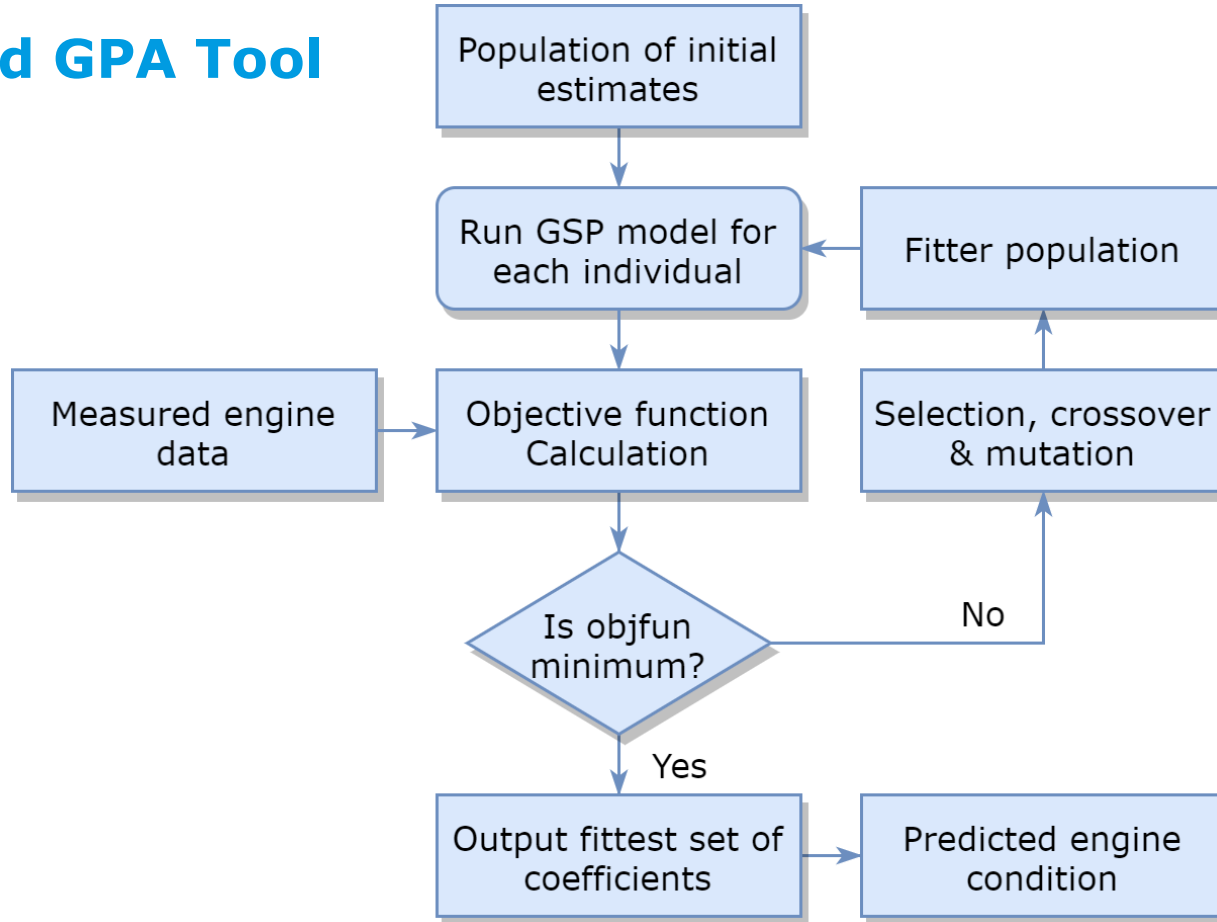 d GPA Tool
Population of initial
estimates
Run GSP model for
each individual
Fitter population
Measured engine
data
Objective function
Calculation
Selection, crossover
& mutation
Is objfun
minimum?
No
Yes
Output fittest set of
coefficients
Predicted engine
condition